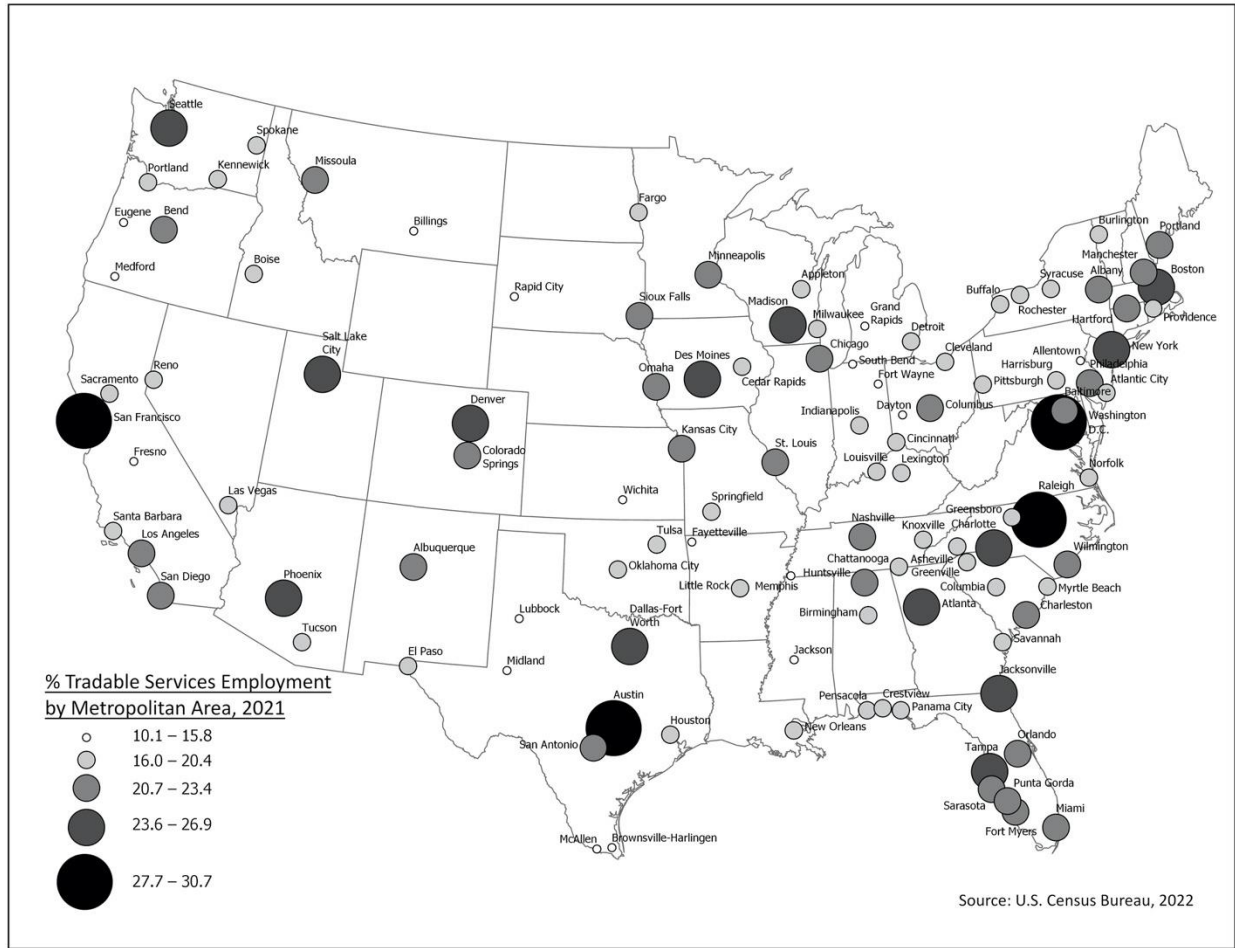 Seattle
Spokane
Portland
Kennewick
Missoula
Eugene
Bend
Billings
Medford
Boise
Fargo
Rapid City
Minneapolis
Sioux Falls
Appleton
Madison
Milwaukee
Grand
Rapids
Detroit
Burlington
Portland
Manchester
Syracuse
Albany
Boston
Buffalo
Rochester
Hartford
Providence
Salt Lake
City
Reno
Sacramento
San Francisco
Fresno
Las Vegas
Santa Barbara
Los Angeles
San Diego
Denver
Colorado
Springs
Omaha
Des Moines
Cedar Rapids
Chicago
South Bend
Fort Wayne
Cleveland
Allentown
New York
Harrisburg
Philadelphia
Pittsburgh
Atlantic City
Baltimore
Washington
D.C.
Indianapolis
Dayton
Columbus
Cincinnati
Kansas City
St. Louis
Louisville
Lexington
Norfolk
Wichita
Springfield
Raleigh
Greensboro
Nashville
Knoxville
Charlotte
Tulsa
Fayetteville
Wilmington
Albuquerque
Oklahoma City
Chattanooga
Asheville
Huntsville
Greenville
Phoenix
Little Rock
Memphis
Columbia
Myrtle Beach
Tucson
Lubbock
Dallas-Fort
Worth
Birmingham
Atlanta
Charleston
El Paso
Midland
Jackson
Savannah
Austin
Houston
San Antonio
New Orleans
Pensacola
Crestview
Panama City
Jacksonville
Orlando
Tampa
Punta Gorda
Sarasota
Miami
Fort Myers
McAllen
Brownsville-Harlingen
% Tradable Services Employment
by Metropolitan Area, 2021
10.1 – 15.8
16.0 – 20.4
20.7 – 23.4
23.6 – 26.9
27.7 – 30.7
Source: U.S. Census Bureau, 2022